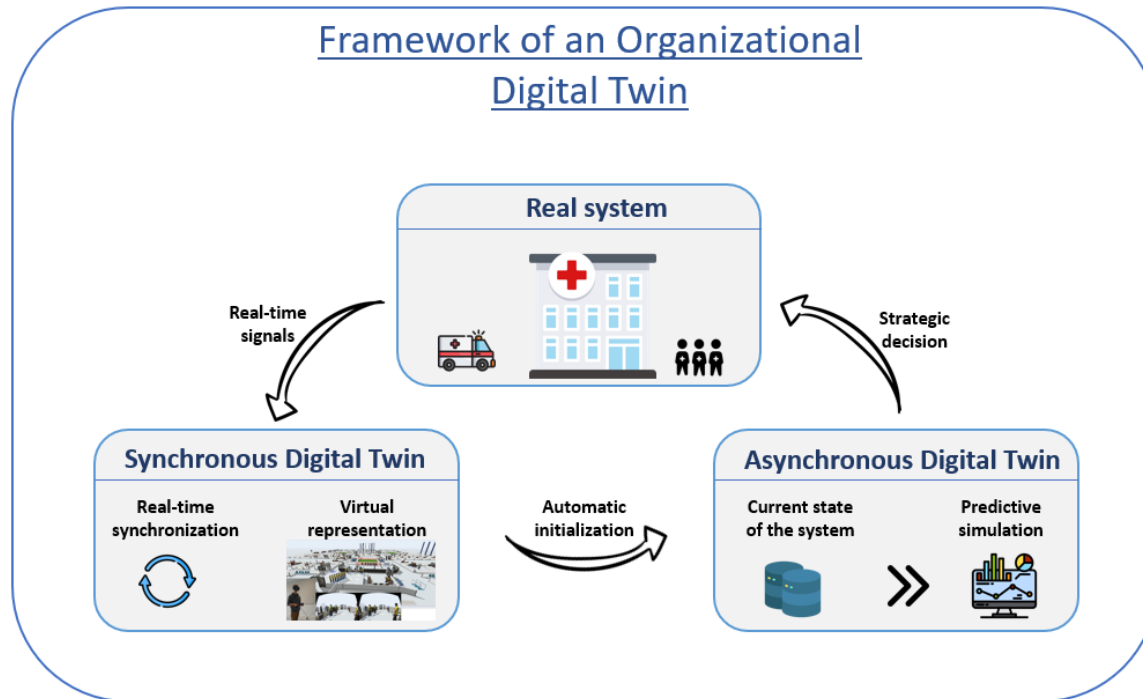 Framework of an Organizational
Digital Twin
Real system
Real-time
signals
Strategic
decision
Synchronous Digital Twin
Real-time
synchronization
Virtual
representation
Automatic
initialization
Asynchronous Digital Twin
Current state
of the system
Predictive
simulation